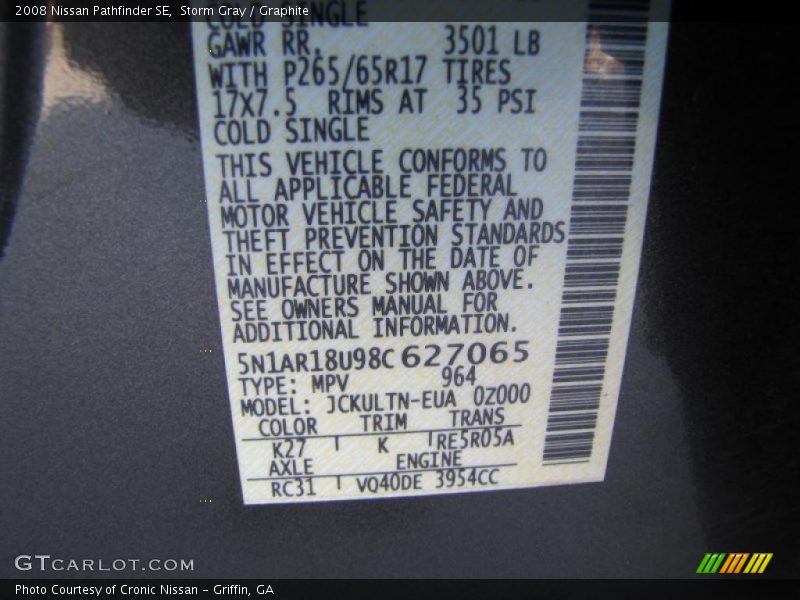 2008 Nissan Pathfinder SE, Storm Gray / Graphite
COLD SINGLE
GAWR RR. 3501 LB
WITH P265/65R17 TIRES
17X7.5 RIMS AT 35 PSI
COLD SINGLE
THIS VEHICLE CONFORMS TO
ALL APPLICABLE FEDERAL
MOTOR VEHICLE SAFETY AND
THEFT PREVENTION STANDARDS
IN EFFECT ON THE DATE OF
MANUFACTURE SHOWN ABOVE.
SEE OWNERS MANUAL FOR
ADDITIONAL INFORMATION.
5N1AR18U98C627065
TYPE: MPV 964
MODEL: JCKULTN-EUA 0Z000
COLOR TRIM TRANS
K27 K RE5R05A
AXLE ENGINE
RC31 VQ40DE 3954CC
GTCARLOT.COM
Photo Courtesy of Cronic Nissan - Griffin, GA